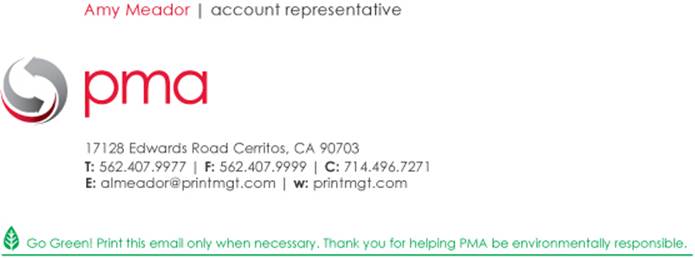 Amy Meador | account representative
pma
17128 Edwards Road Cerritos, CA 90703
T: 562.407.9977 | F: 562.407.9999 | C: 714.496.7271
E: almeador@printmgt.com | w: printmgt.com
Go Green! Print this email only when necessary. Thank you for helping PMA be environmentally responsible.